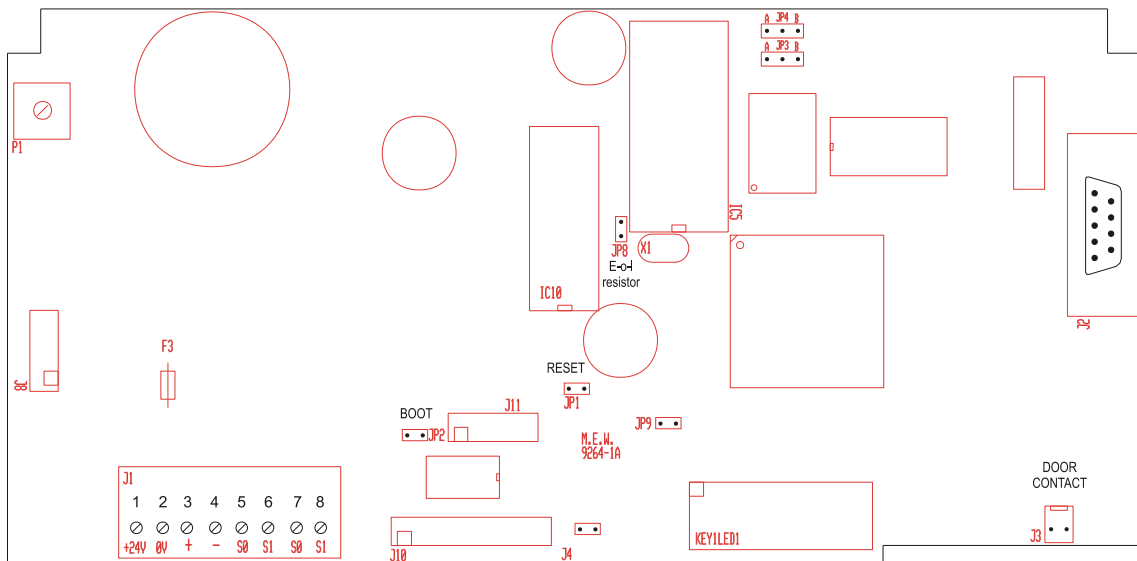 A JP4 B
A JP3 B
P1
IC5
JP8
X1
E-o-l
resistor
IC10
J2
F3
J8
RESET
JP1
J11
BOOT
JP2
JP9
M.E.W.
9264-1A
J1
1 2 3 4 5 6 7 8
+24V 0V + - S0 S1 S0 S1
J10
J4
KEY1LED1
DOOR
CONTACT
J3